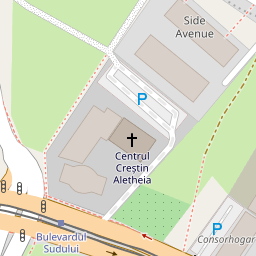 Side
Avenue
P
Centrul
Creștin
Aletheia
Bulevardul
Sudului
P
Consorhogar